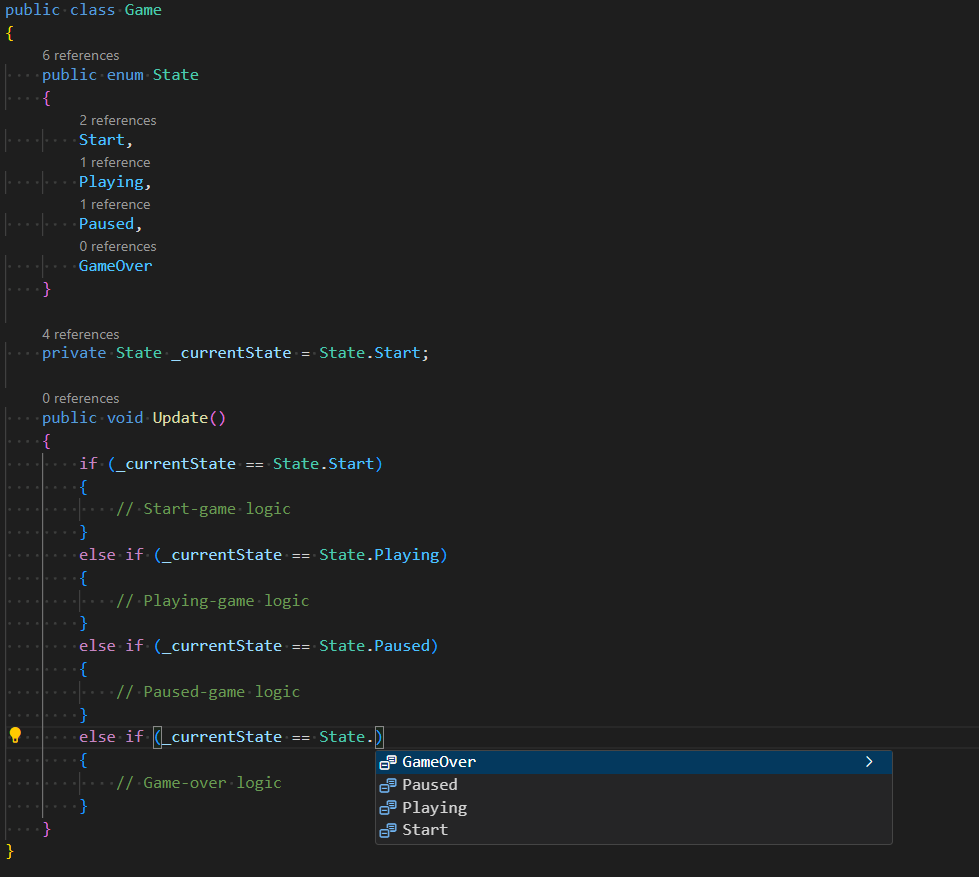 public class Game
{
6 references
public enum State
{
2 references
Start,
1 reference
Playing,
1 reference
Paused,
0 references
GameOver
}
4 references
private State _currentState = State.Start;
0 references
public void Update()
{
if (_currentState == State.Start)
{
// Start-game logic
}
else if (_currentState == State.Playing)
{
// Playing-game logic
}
else if (_currentState == State.Paused)
{
// Paused-game logic
}
else if (_currentState == State.)
{
// Game-over logic
}
}
}
GameOver
Paused
Playing
Start